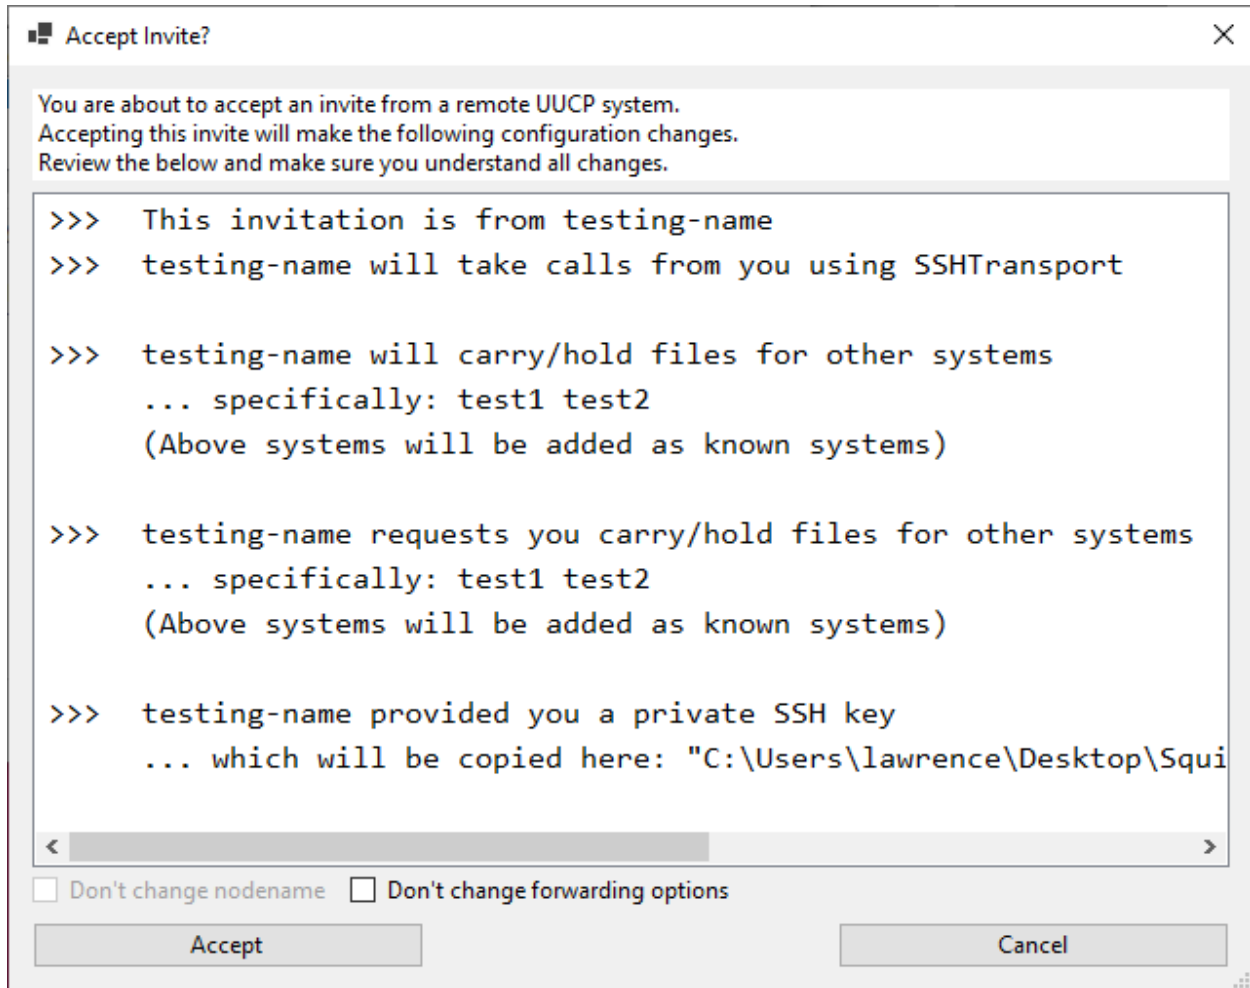 Accept Invite?
You are about to accept an invite from a remote UUCP system.
Accepting this invite will make the following configuration changes.
Review the below and make sure you understand all changes.
>>> This invitation is from testing-name
>>> testing-name will take calls from you using SSHTransport
>>> testing-name will carry/hold files for other systems
... specifically: test1 test2
(Above systems will be added as known systems)
>>> testing-name requests you carry/hold files for other systems
... specifically: test1 test2
(Above systems will be added as known systems)
>>> testing-name provided you a private SSH key
... which will be copied here: "C:\Users\lawrence\Desktop\Squi
Don't change nodename Don't change forwarding options
Accept Cancel